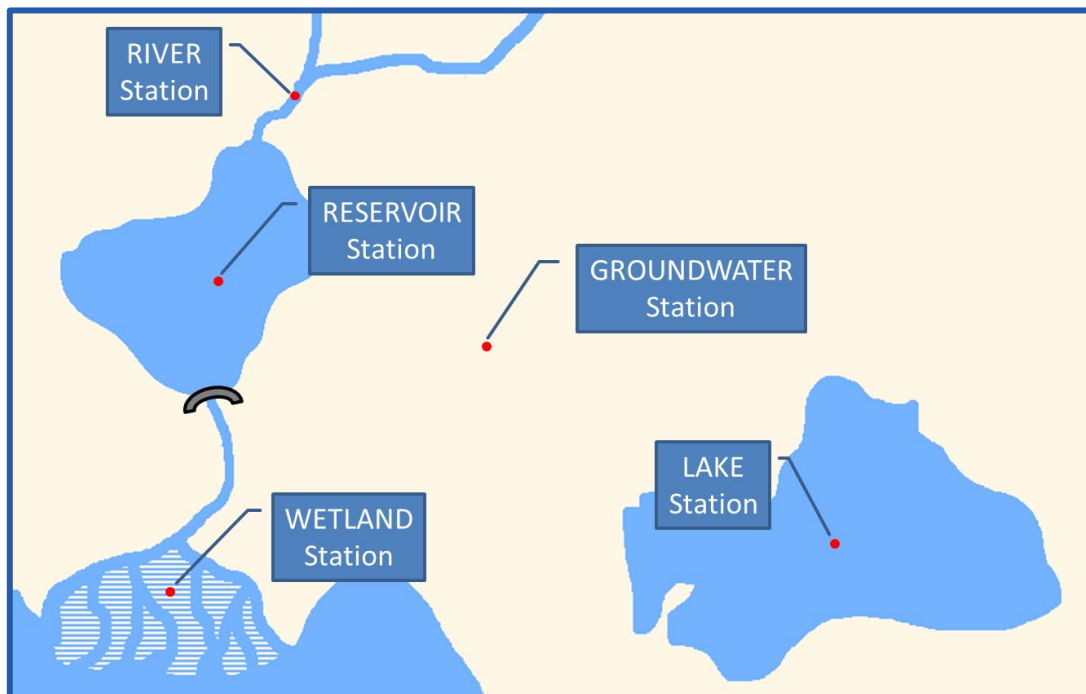 RIVER
Station
RESERVOIR
Station
GROUNDWATER
Station
LAKE
Station
WETLAND
Station